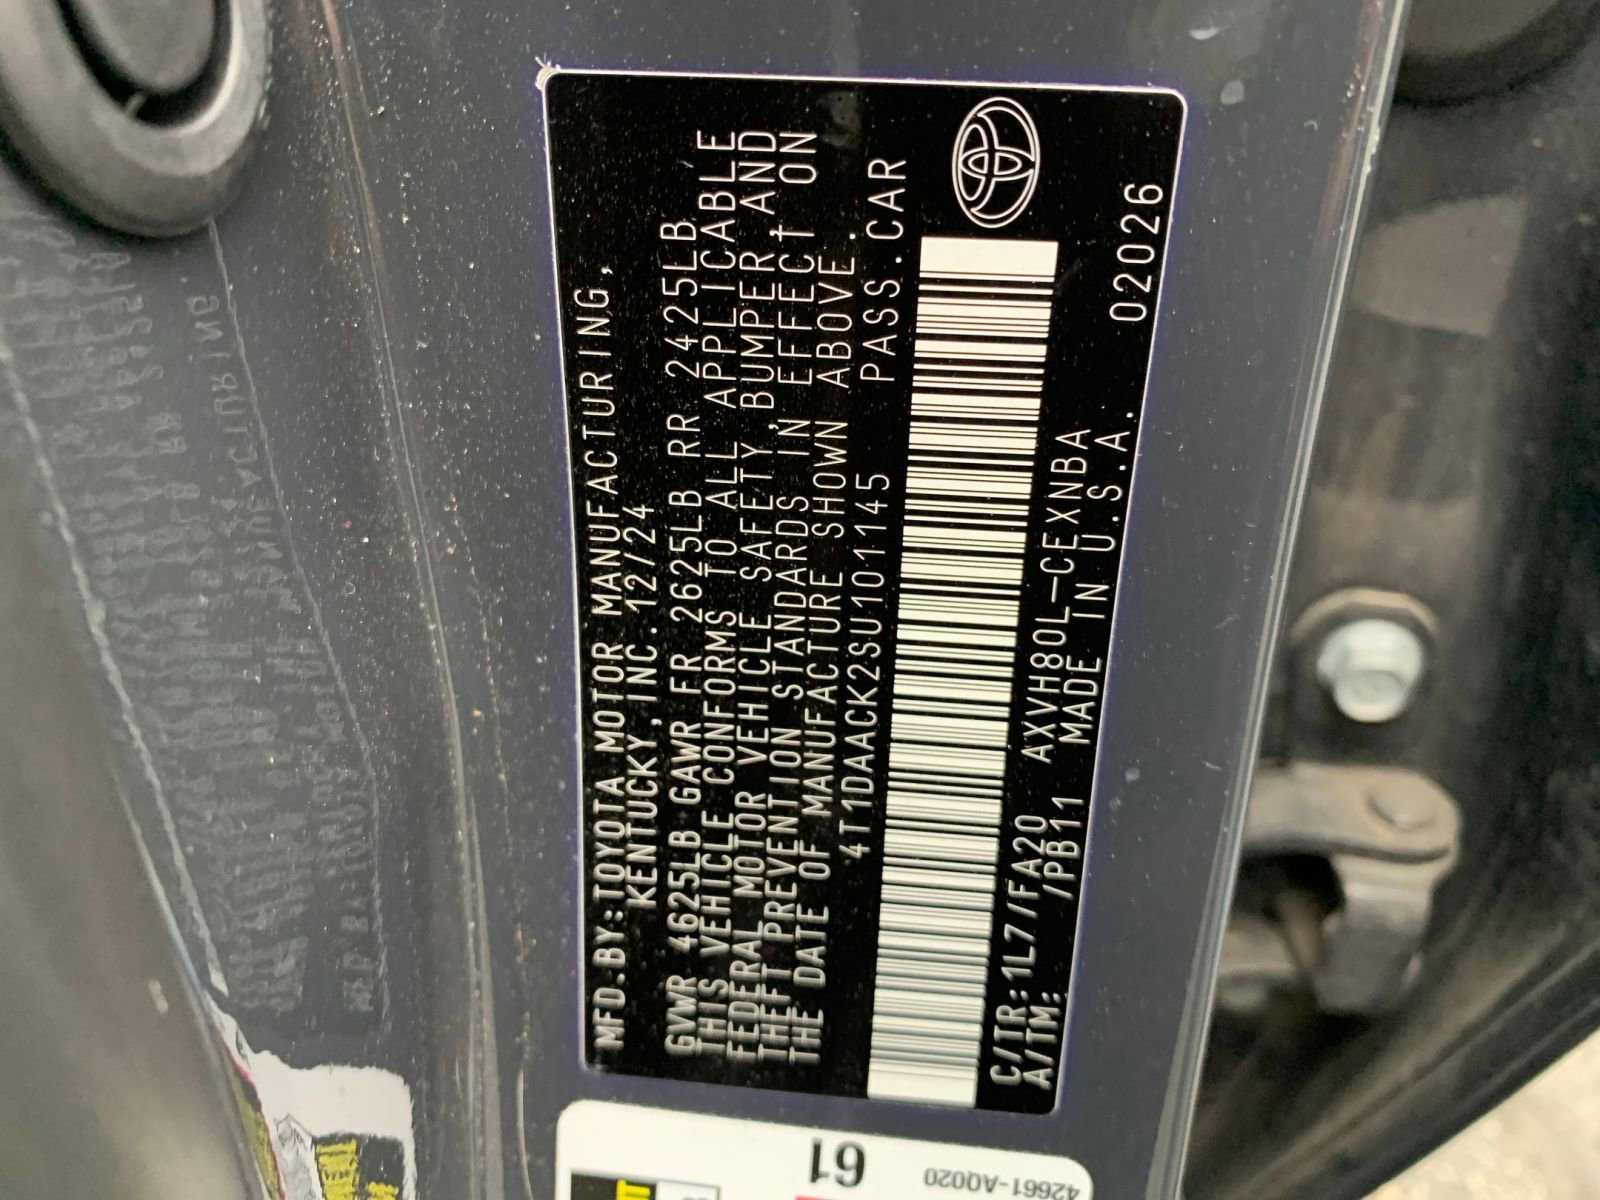 MFD.BY:TOYOTA MOTOR MANUFACTURING,
KENTUCKY,INC.12/24
GVWR 4625LB GAWR FR 2625LB RR 2425LB
THIS VEHICLE CONFORMS TO ALL APPLICABLE
FEDERAL MOTOR VEHICLE SAFETY, BUMPER, AND
THEFT PREVENTION STANDARDS IN EFFECT ON
THE DATE OF MANUFACTURE SHOWN ABOVE.
4T1DAACK2SU101145 PASS.CAR
C/TR:1L7/FA20 AXVH80L-CEXNBA
A/TM: /PB11 MADE IN U.S.A.
02026
61
42661-AQ020